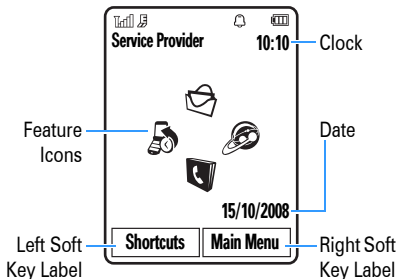 Service Provider
10:10
Clock
Feature
Icons
Date
15/10/2008
Left Soft
Key Label
Shortcuts
Main Menu
Right Soft
Key Label